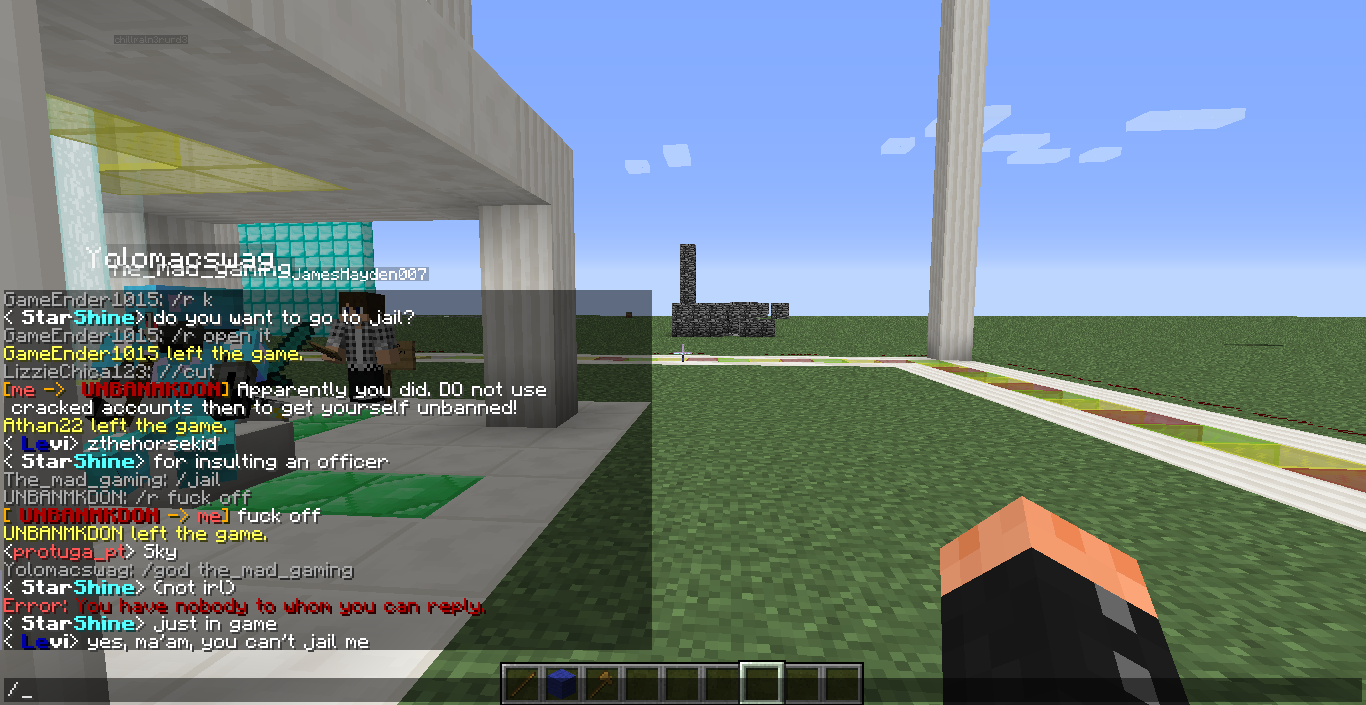 Yolomacswag
The_mad_gaming
JamesHayden007
GameEnder1015: /r k
< StarShine> do you want to go to jail?
GameEnder1015: /r open it
GameEnder1015 left the game.
LizzieChica123: //cut
[me -> UNBANMKDON] Apparently you did. DO not use
cracked accounts then to get yourself unbanned!
Athan22 left the game.
< Levi> zthehorsekid
< StarShine> for insulting an officer
The_mad_gaming: /jail
UNBANMKDON: /r fuck off
[ UNBANMKDON -> me] fuck off
UNBANMKDON left the game.
<protuga_pt> Sky
Yolomacswag: /god the_mad_gaming
< StarShine> (not irl)
Error: You have nobody to whom you can reply.
< StarShine> just in game
< Levi> yes, ma'am, you can't jail me
/_